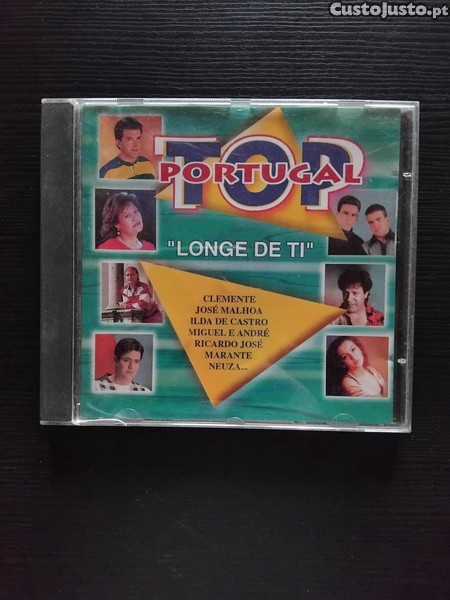 CustoJusto.pt
TOP
PORTUGAL
"LONGE DE TI"
CLEMENTE
JOSÉ MALHOA
ILDA DE CASTRO
MIGUEL E ANDRÉ
RICARDO JOSÉ
MARANTE
NEUZA...